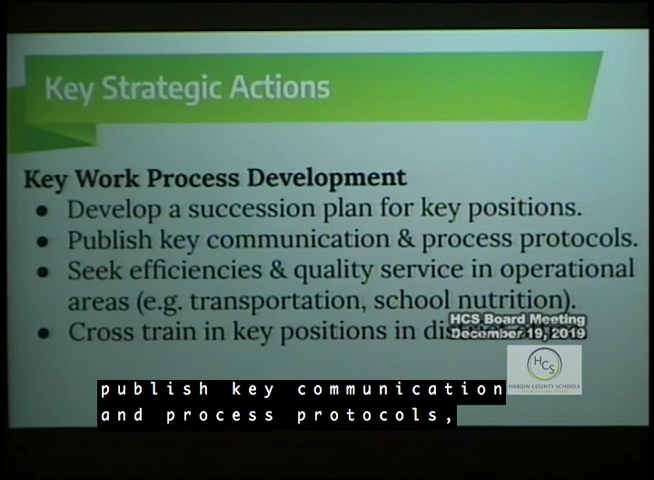 Key Strategic Actions
Key Work Process Development
● Develop a succession plan for key positions.
● Publish key communication & process protocols.
● Seek efficiencies & quality service in operational
areas (e.g. transportation, school nutrition).
● Cross train in key positions in
HCS Board Meeting
December 19, 2019
HCS
HARDIN COUNTY SCHOOLS
publish key communication
and process protocols,